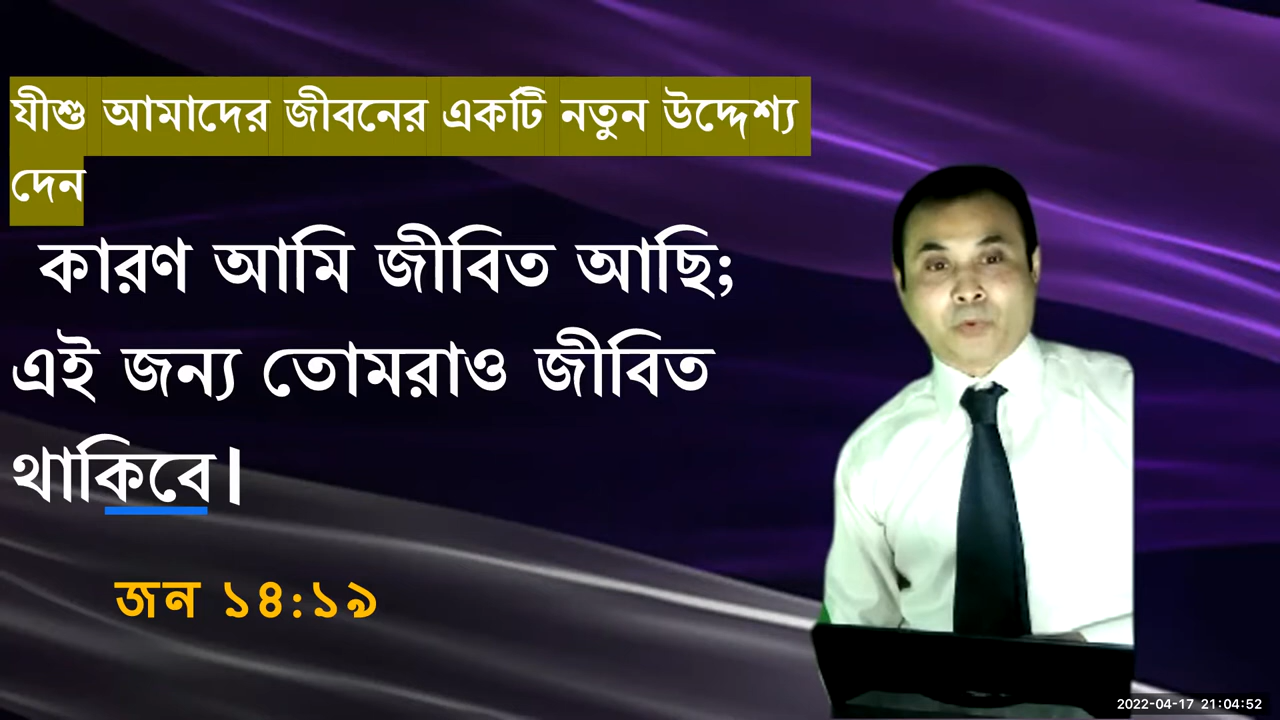 যীশু আমাদের জীবনের একটি নতুন উদ্দেশ্য
দেন
কারণ আমি জীবিত আছি;
এই জন্য তোমরাও জীবিত
থাকিবে।
জন ১৪:১৯
2022-04-17 21:04:52